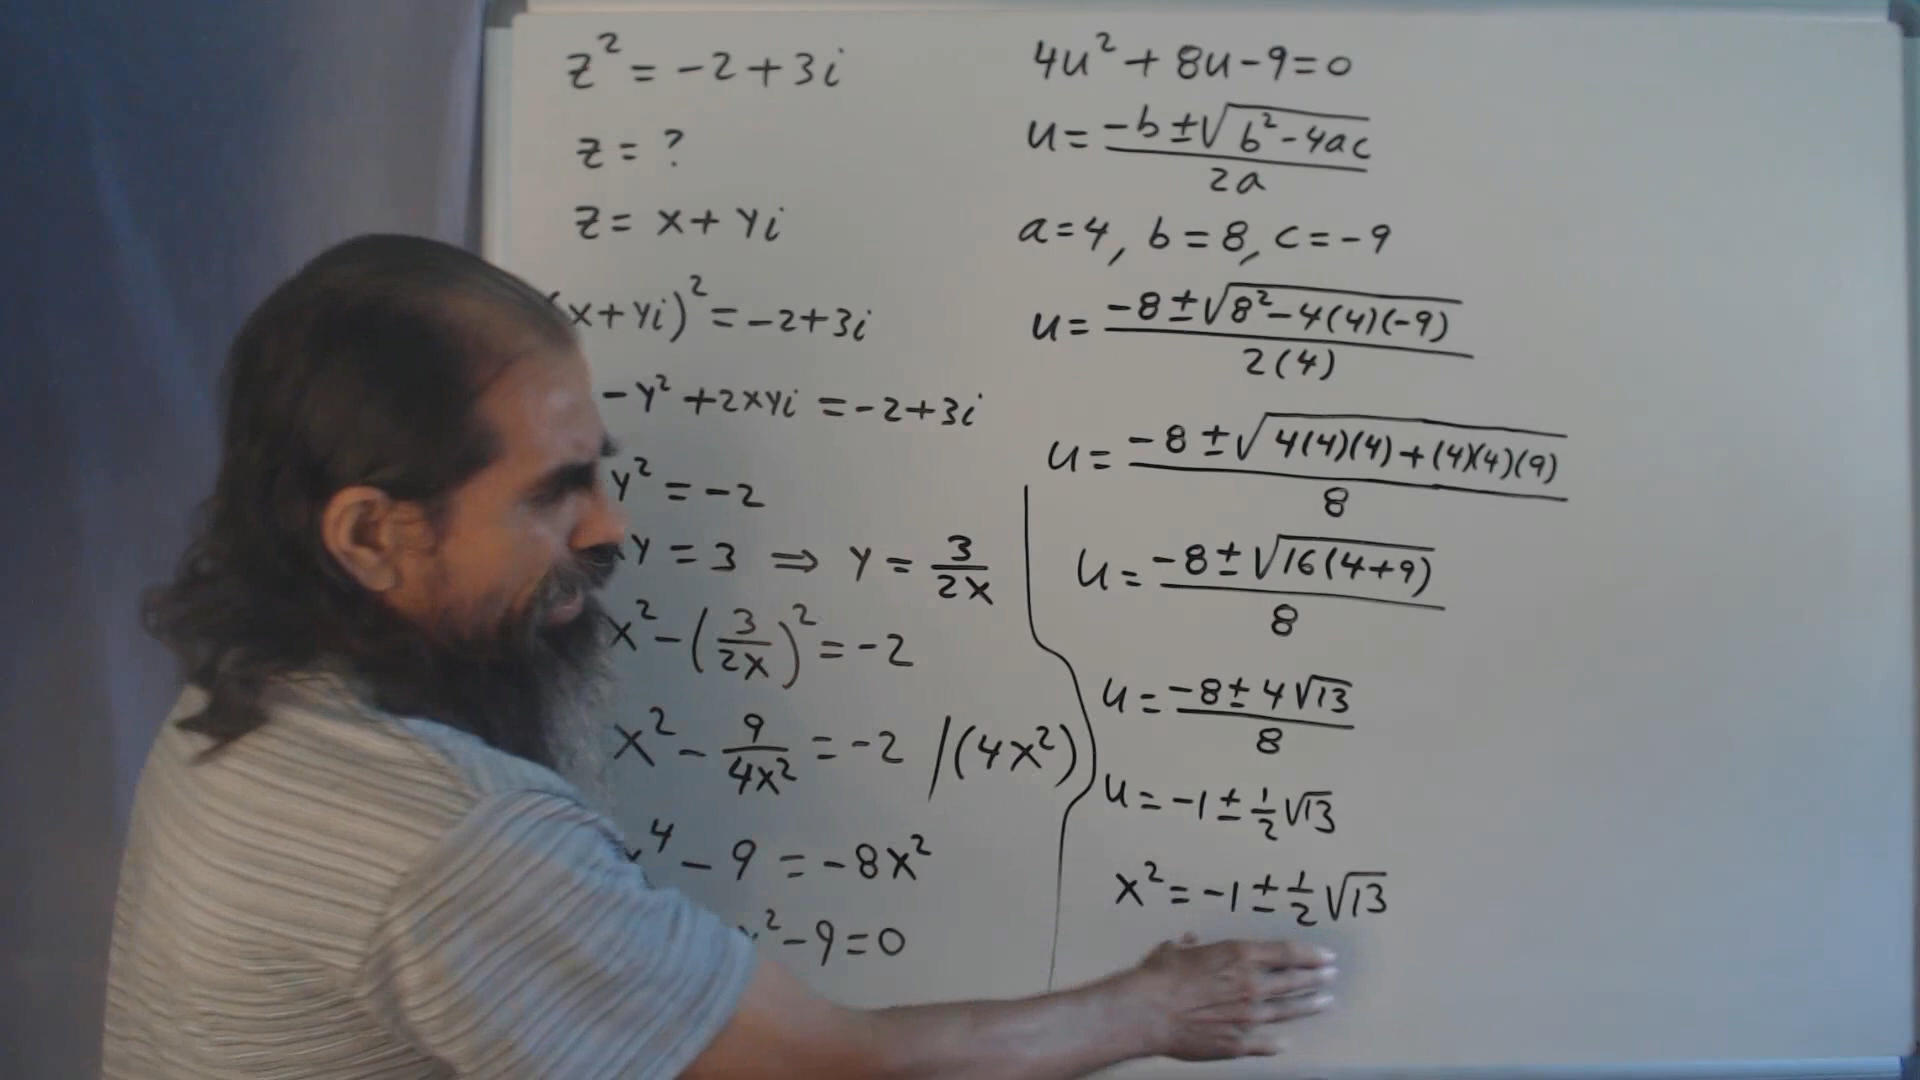 z² = -2+3i
z = ?
z = x + yi
x+yi)² = -2+3i
-y² + 2xyi = -2+3i
y² = -2
y = 3 ⇒ y = 3/2x
x² - (3/2x)² = -2
x² - 9/4x² = -2 /(4x²)
⁴ - 9 = -8x²
x² - 9 = 0
4u² + 8u - 9 = 0
u = -b ± √b² - 4ac / 2a
a=4, b=8, c=-9
u = -8 ± √8² - 4(4)(-9) / 2(4)
u = -8 ± √4(4)(4) + (4)(4)(9) / 8
u = -8 ± √16(4+9) / 8
u = -8 ± 4√13 / 8
u = -1 ± 1/2 √13
x² = -1 ± 1/2 √13